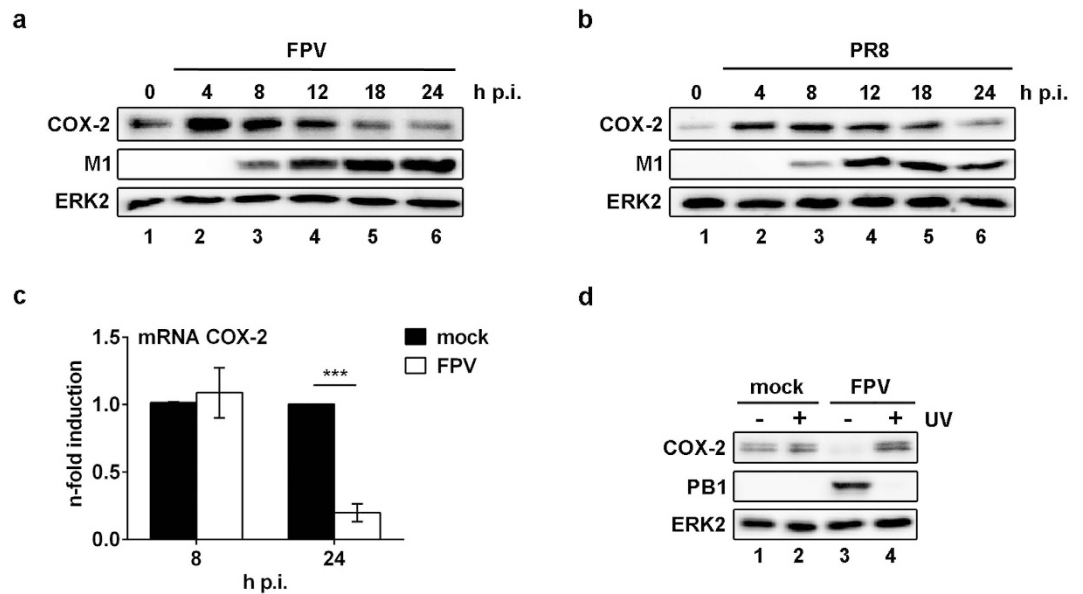 a
FPV
0 4 8 12 18 24 h p.i.
COX-2
M1
ERK2
1 2 3 4 5 6
b
PR8
0 4 8 12 18 24 h p.i.
COX-2
M1
ERK2
1 2 3 4 5 6
c
mRNA COX-2
mock
FPV
n-fold induction
1.5
1.0
0.5
0.0
***
8 24
h p.i.
d
mock FPV
- + - + UV
COX-2
PB1
ERK2
1 2 3 4